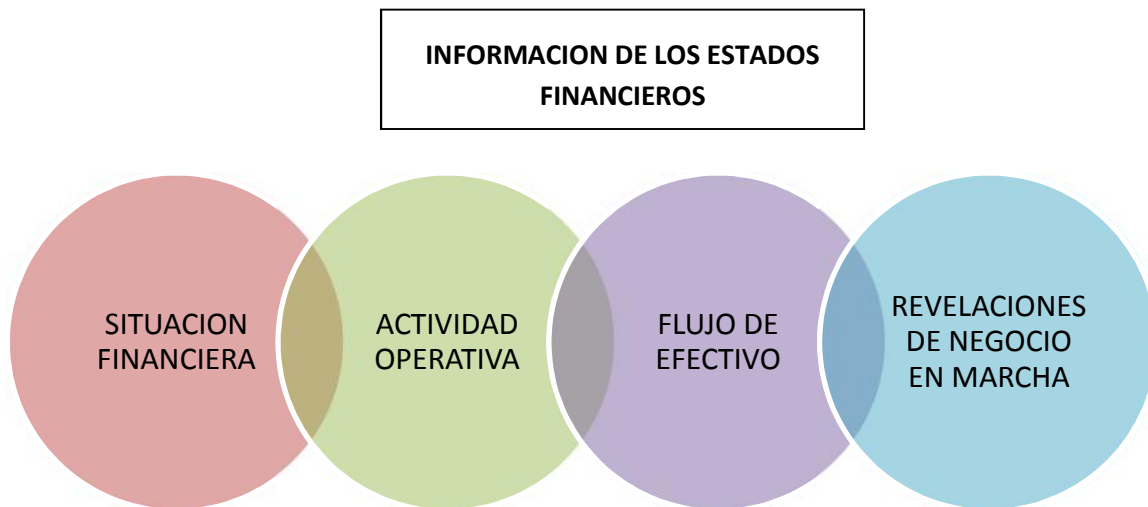 INFORMACION DE LOS ESTADOS
FINANCIEROS
SITUACION
FINANCIERA
ACTIVIDAD
OPERATIVA
FLUJO DE
EFECTIVO
REVELACIONES
DE NEGOCIO
EN MARCHA